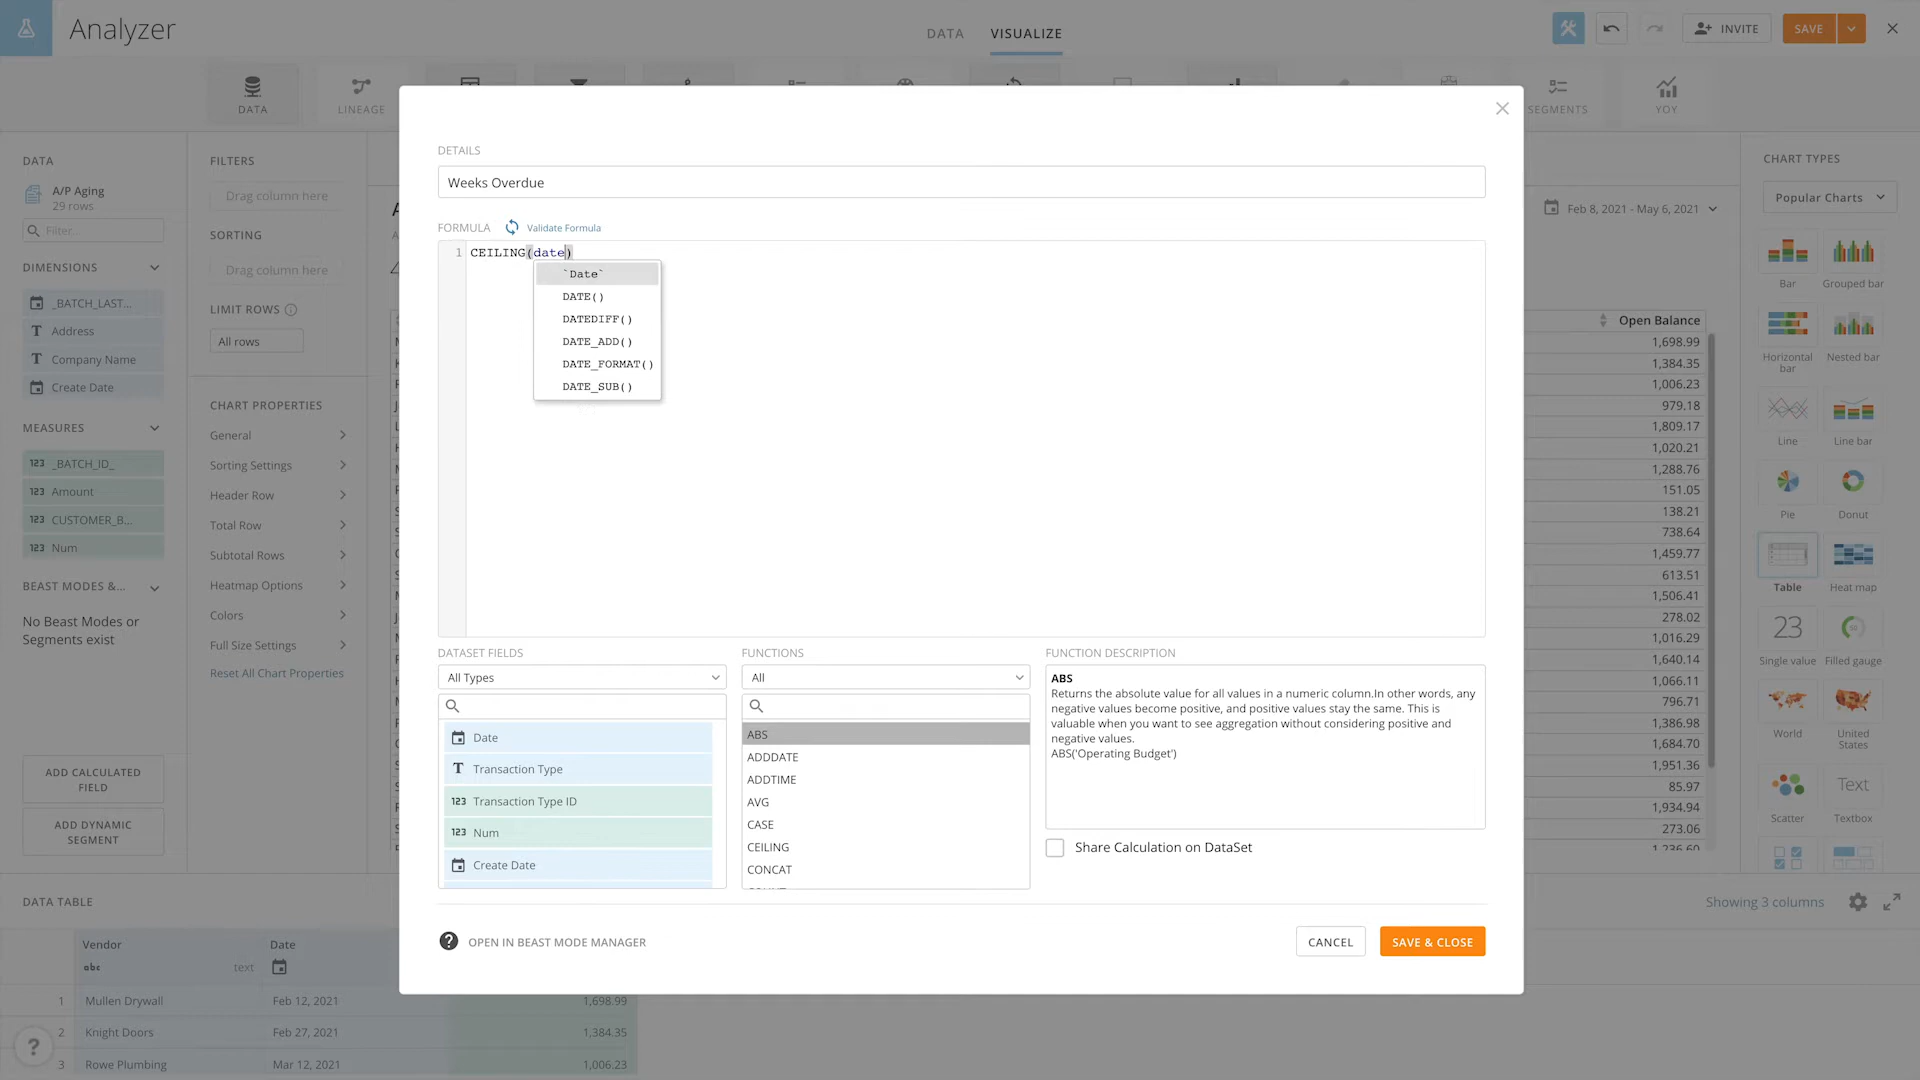 Analyzer
DATA
VISUALIZE
INVITE
SAVE
DATA
LINEAGE
SEGMENTS
YOY
DATA
A/P Aging
29 rows
Filter...
DIMENSIONS
_BATCH_LAST...
Address
Company Name
Create Date
MEASURES
123 _BATCH_ID_
123 Amount
123 CUSTOMER_B...
123 Num
BEAST MODES &...
No Beast Modes or
Segments exist
ADD CALCULATED
FIELD
ADD DYNAMIC
SEGMENT
FILTERS
Drag column here
SORTING
Drag column here
LIMIT ROWS
All rows
CHART PROPERTIES
General
Sorting Settings
Header Row
Total Row
Subtotal Rows
Heatmap Options
Colors
Full Size Settings
Reset All Chart Properties
DETAILS
Weeks Overdue
FORMULA
Validate Formula
1 CEILING(date)
`Date`
DATE()
DATEDIFF()
DATE_ADD()
DATE_FORMAT()
DATE_SUB()
DATASET FIELDS
All Types
Date
T Transaction Type
123 Transaction Type ID
123 Num
Create Date
FUNCTIONS
All
ABS
ADDDATE
ADDTIME
AVG
CASE
CEILING
CONCAT
FUNCTION DESCRIPTION
ABS
Returns the absolute value for all values in a numeric column.In other words, any
negative values become positive, and positive values stay the same. This is
valuable when you want to see aggregation without considering positive and
negative values.
ABS('Operating Budget')
Share Calculation on DataSet
OPEN IN BEAST MODE MANAGER
CANCEL
SAVE & CLOSE
Feb 8, 2021 - May 6, 2021
Open Balance
1,698.99
1,384.35
1,006.23
979.18
1,809.17
1,020.21
1,288.76
151.05
138.21
738.64
1,459.77
613.51
1,506.41
278.02
1,016.29
1,640.14
1,066.11
796.71
1,386.98
1,684.70
1,951.36
85.97
1,934.94
273.06
1,236.60
CHART TYPES
Popular Charts
Bar
Grouped bar
Horizontal
bar
Nested bar
Line
Line bar
Pie
Donut
Table
Heat map
23
50
Single value
Filled gauge
World
United
States
Scatter
Text
Textbox
DATA TABLE
Showing 3 columns
Vendor
Date
abc
text
1 Mullen Drywall Feb 12, 2021 1,698.99
2 Knight Doors Feb 27, 2021 1,384.35
3 Rowe Plumbing Mar 12, 2021 1,006.23
?